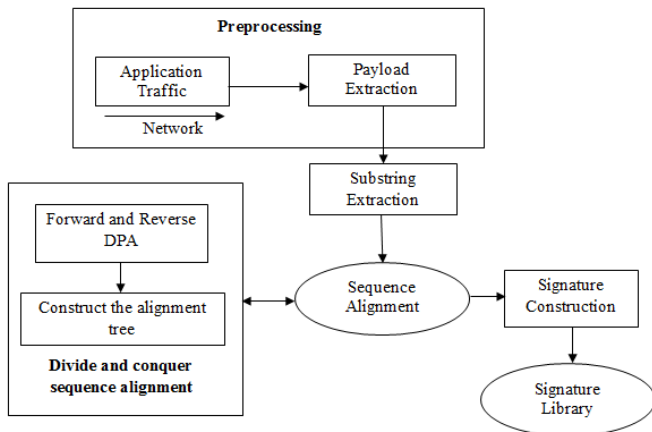 Preprocessing
Application
Traffic
Payload
Extraction
Network
Substring
Extraction
Forward and Reverse
DPA
Construct the alignment
tree
Divide and conquer
sequence alignment
Sequence
Alignment
Signature
Construction
Signature
Library